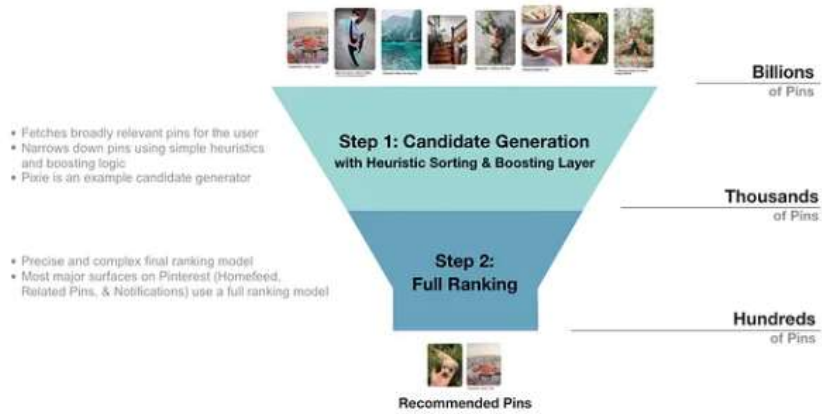 Billions
of Pins
• Fetches broadly relevant pins for the user
• Narrows down pins using simple heuristics
and boosting logic
• Pixie is an example candidate generator
Step 1: Candidate Generation
with Heuristic Sorting & Boosting Layer
Thousands
of Pins
• Precise and complex final ranking model
• Most major surfaces on Pinterest (Homefeed,
Related Pins, & Notifications) use a full ranking model
Step 2:
Full Ranking
Hundreds
of Pins
Recommended Pins